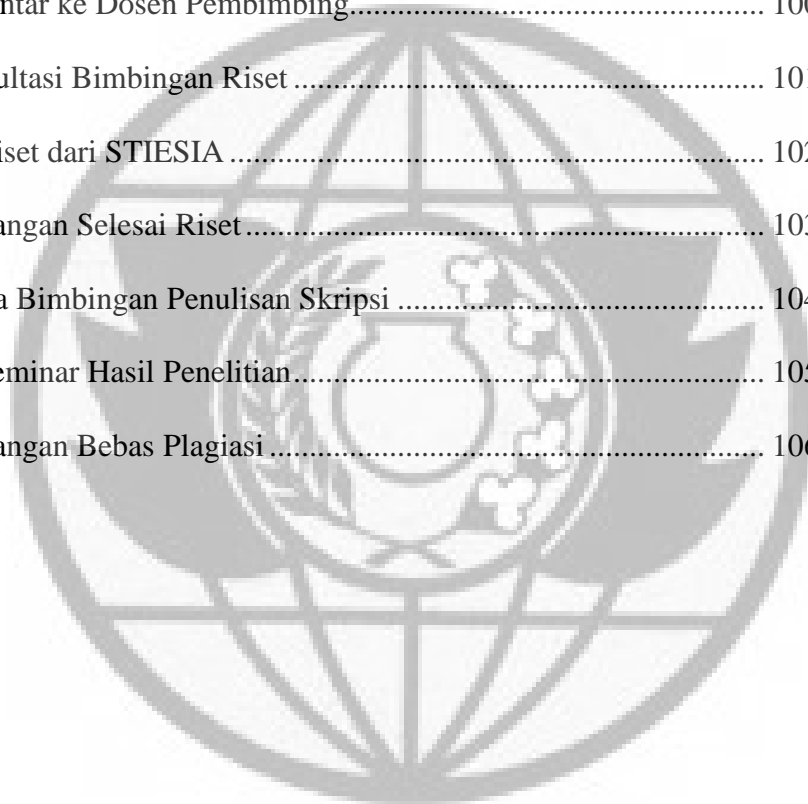 ntar ke Dosen Pembimbing.................................................. 100
ultasi Bimbingan Riset .......................................................... 101
iset dari STIESIA .................................................................. 102
angan Selesai Riset................................................................ 103
a Bimbingan Penulisan Skripsi ............................................. 104
eminar Hasil Penelitian.......................................................... 105
angan Bebas Plagiasi ............................................................. 106